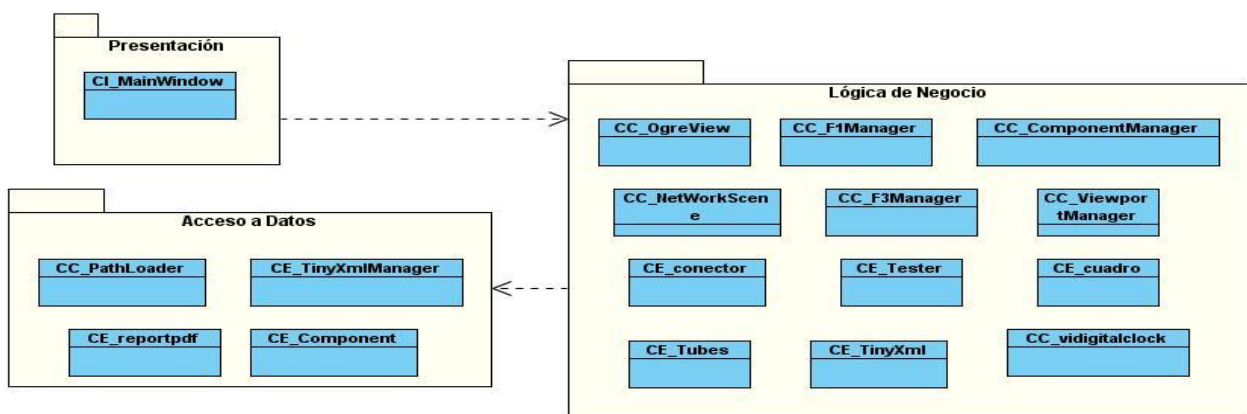 Presentación
CI_MainWindow
Lógica de Negocio
CC_OgreView
CC_F1Manager
CC_ComponentManager
CC_NetWorkScen
e
CC_F3Manager
CC_Viewpor
tManager
CE_conector
CE_Tester
CE_cuadro
CE_Tubes
CE_TinyXml
CC_vidigitalclock
Acceso a Datos
CC_PathLoader
CE_TinyXmlManager
CE_reportpdf
CE_Component